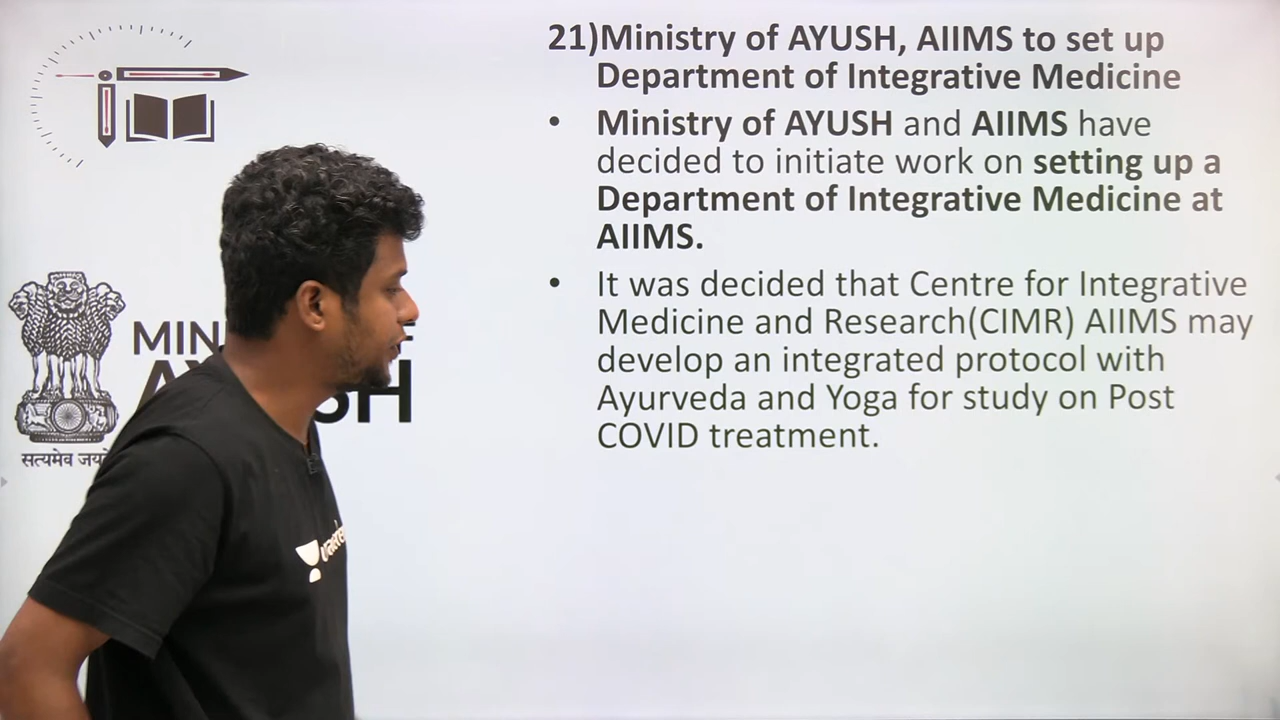 21)Ministry of AYUSH, AIIMS to set up
Department of Integrative Medicine
• Ministry of AYUSH and AIIMS have
decided to initiate work on setting up a
Department of Integrative Medicine at
AIIMS.
• It was decided that Centre for Integrative
Medicine and Research(CIMR) AIIMS may
develop an integrated protocol with
Ayurveda and Yoga for study on Post
COVID treatment.
सत्यमेव